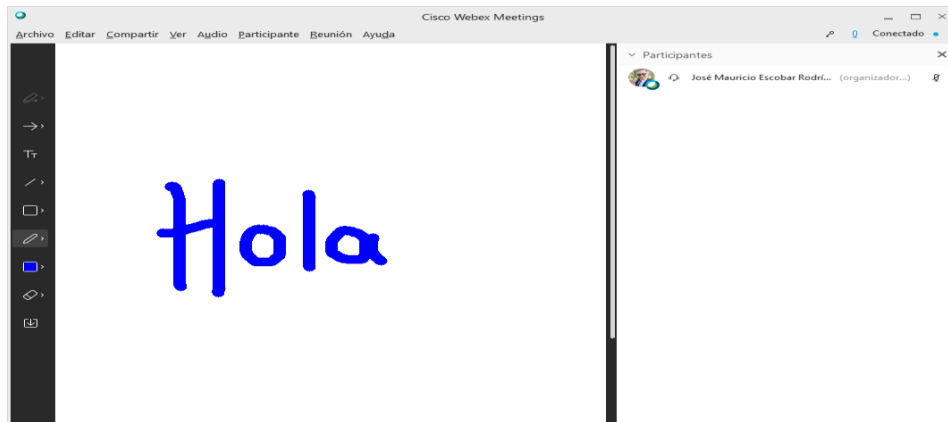 Cisco Webex Meetings
Archivo Editar Compartir Ver Audio Participante Reunión Ayuda
Conectado
Participantes
José Mauricio Escobar Rodrí... (organizador...)
Tт
Hola